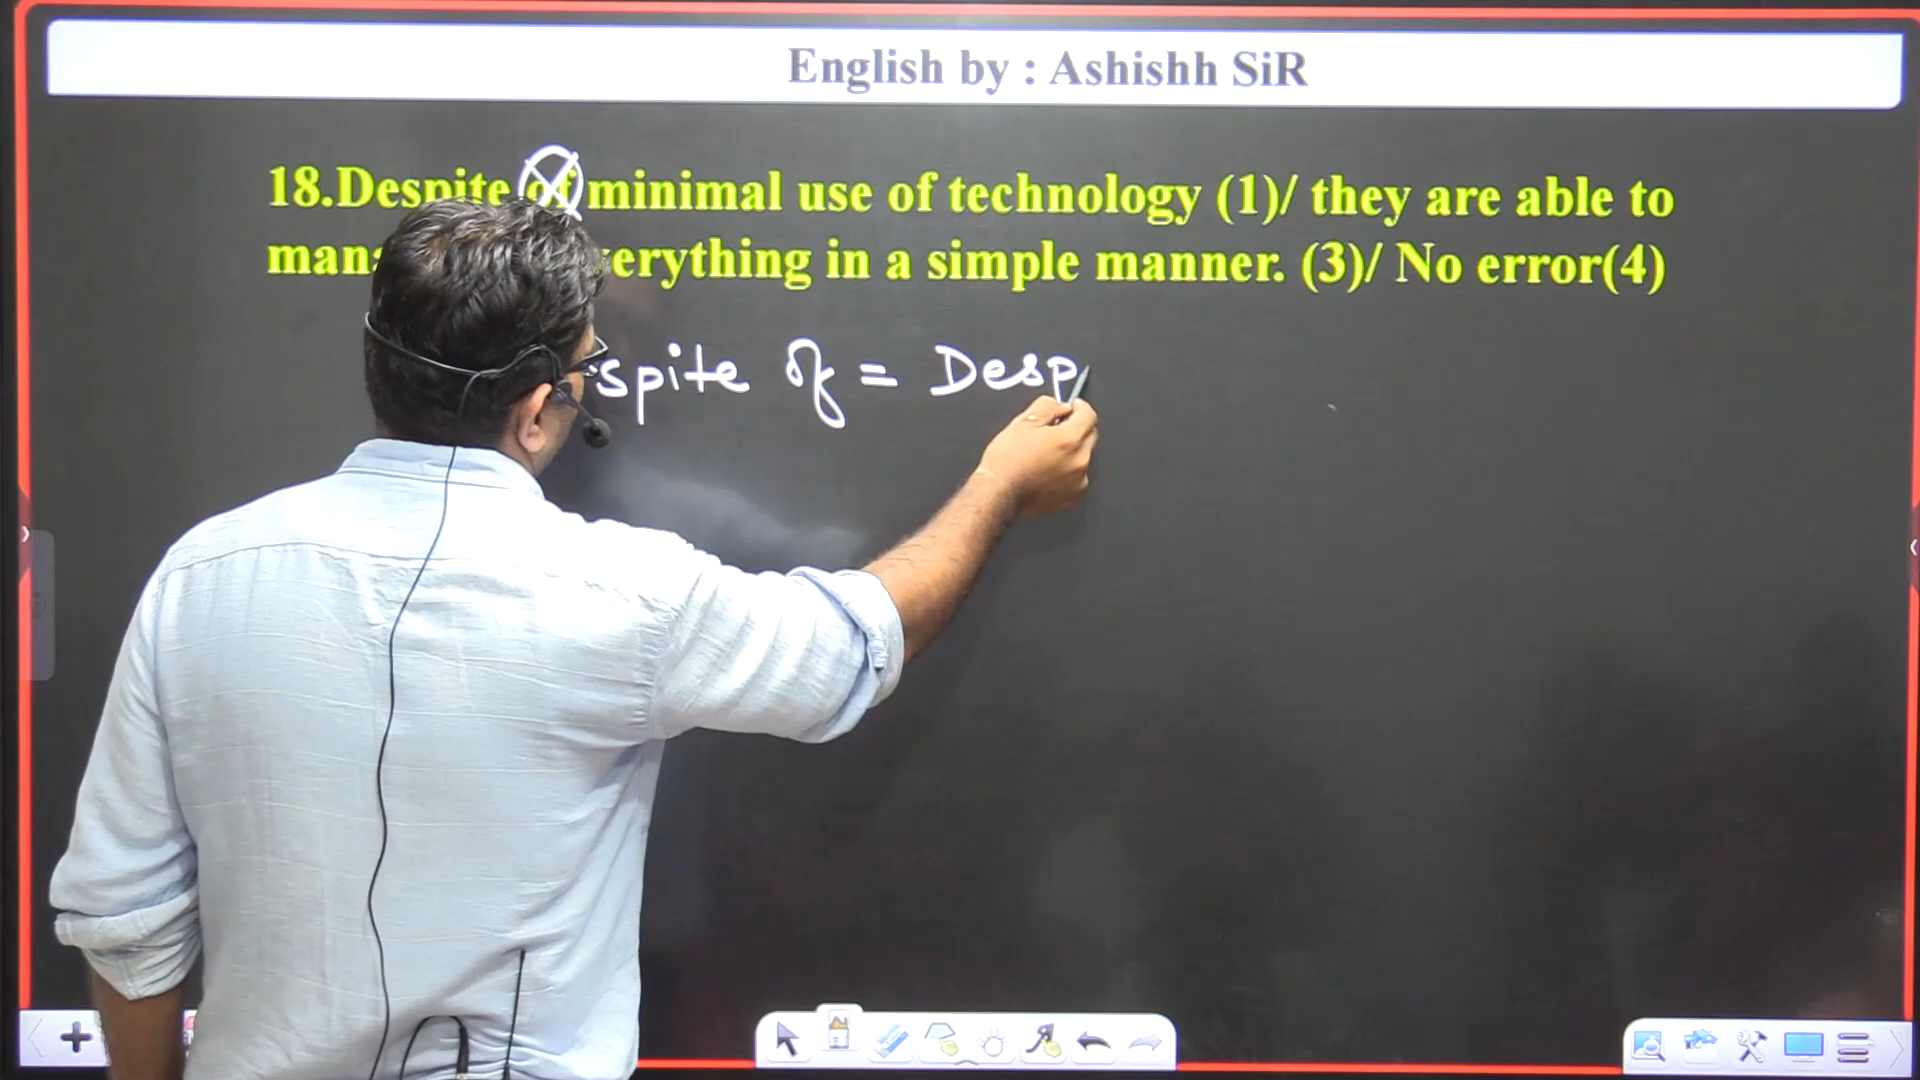 English by : Ashishh SiR
18.Despite of minimal use of technology (1)/ they are able to
everything in a simple manner. (3)/ No error(4)
spite of = Desp